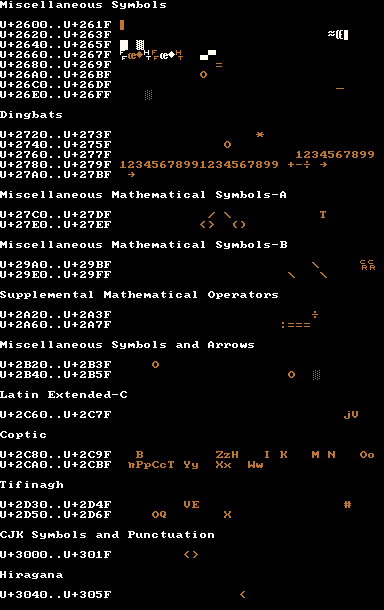 Miscellaneous Symbols
U+2600..U+261F
U+2620..U+263F
U+2640..U+265F
U+2660..U+267F
U+2680..U+269F =
U+26A0..U+26BF O
U+26C0..U+26DF —
U+26E0..U+26FF ▒
Dingbats
U+2720..U+273F *
U+2740..U+275F O
U+2760..U+277F 1234567899
U+2780..U+279F 12345678991234567899 +-÷ →
U+27A0..U+27BF →
Miscellaneous Mathematical Symbols-A
U+27C0..U+27DF / \ T
U+27E0..U+27EF <> ()
Miscellaneous Mathematical Symbols-B
U+29A0..U+29BF \
U+29E0..U+29FF \ \
Supplemental Mathematical Operators
U+2A20..U+2A3F ÷
U+2A60..U+2A7F :===
Miscellaneous Symbols and Arrows
U+2B20..U+2B3F O
U+2B40..U+2B5F O ▒
Latin Extended-C
U+2C60..U+2C7F jV
Coptic
U+2C80..U+2C9F B ZzH I K M N Oo
U+2CA0..U+2CBF πPpCcT Yy Xx Ww
Tifinagh
U+2D30..U+2D4F VE #
U+2D50..U+2D6F OQ X
CJK Symbols and Punctuation
U+3000..U+301F <>
Hiragana
U+3040..U+305F <